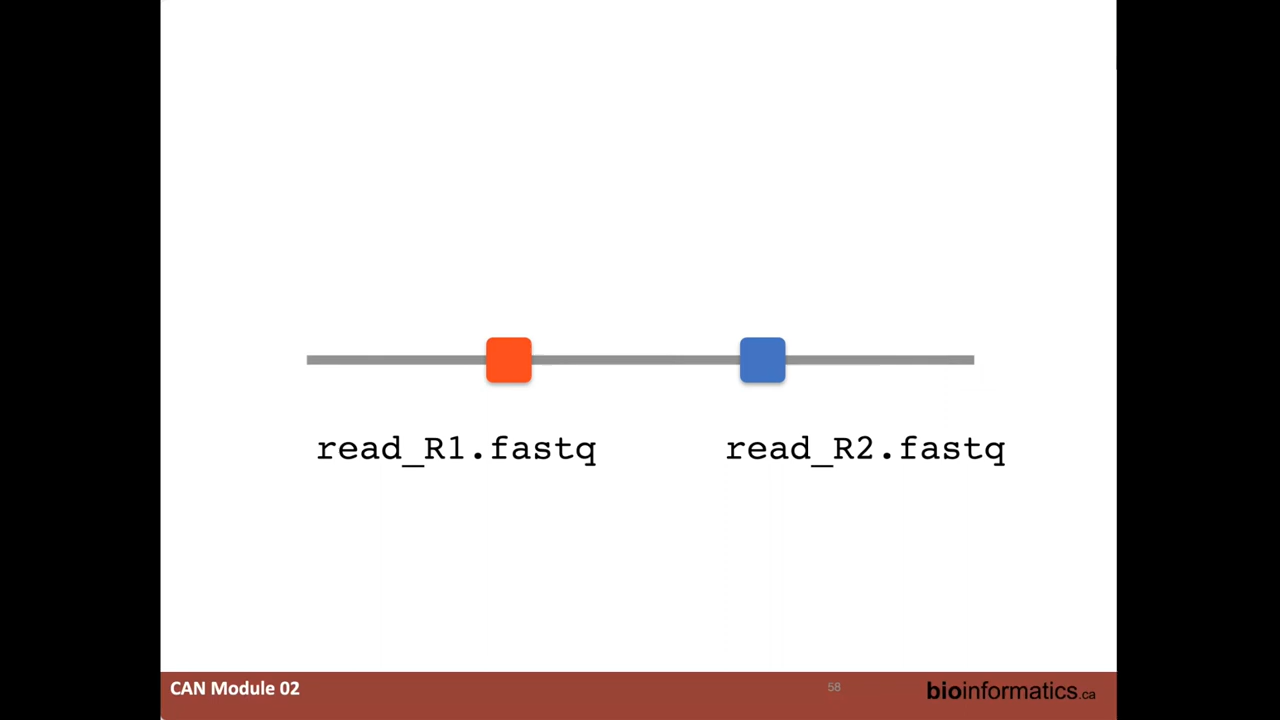 read_R1.fastq read_R2.fastq
CAN Module 02 58 bioinformatics.ca